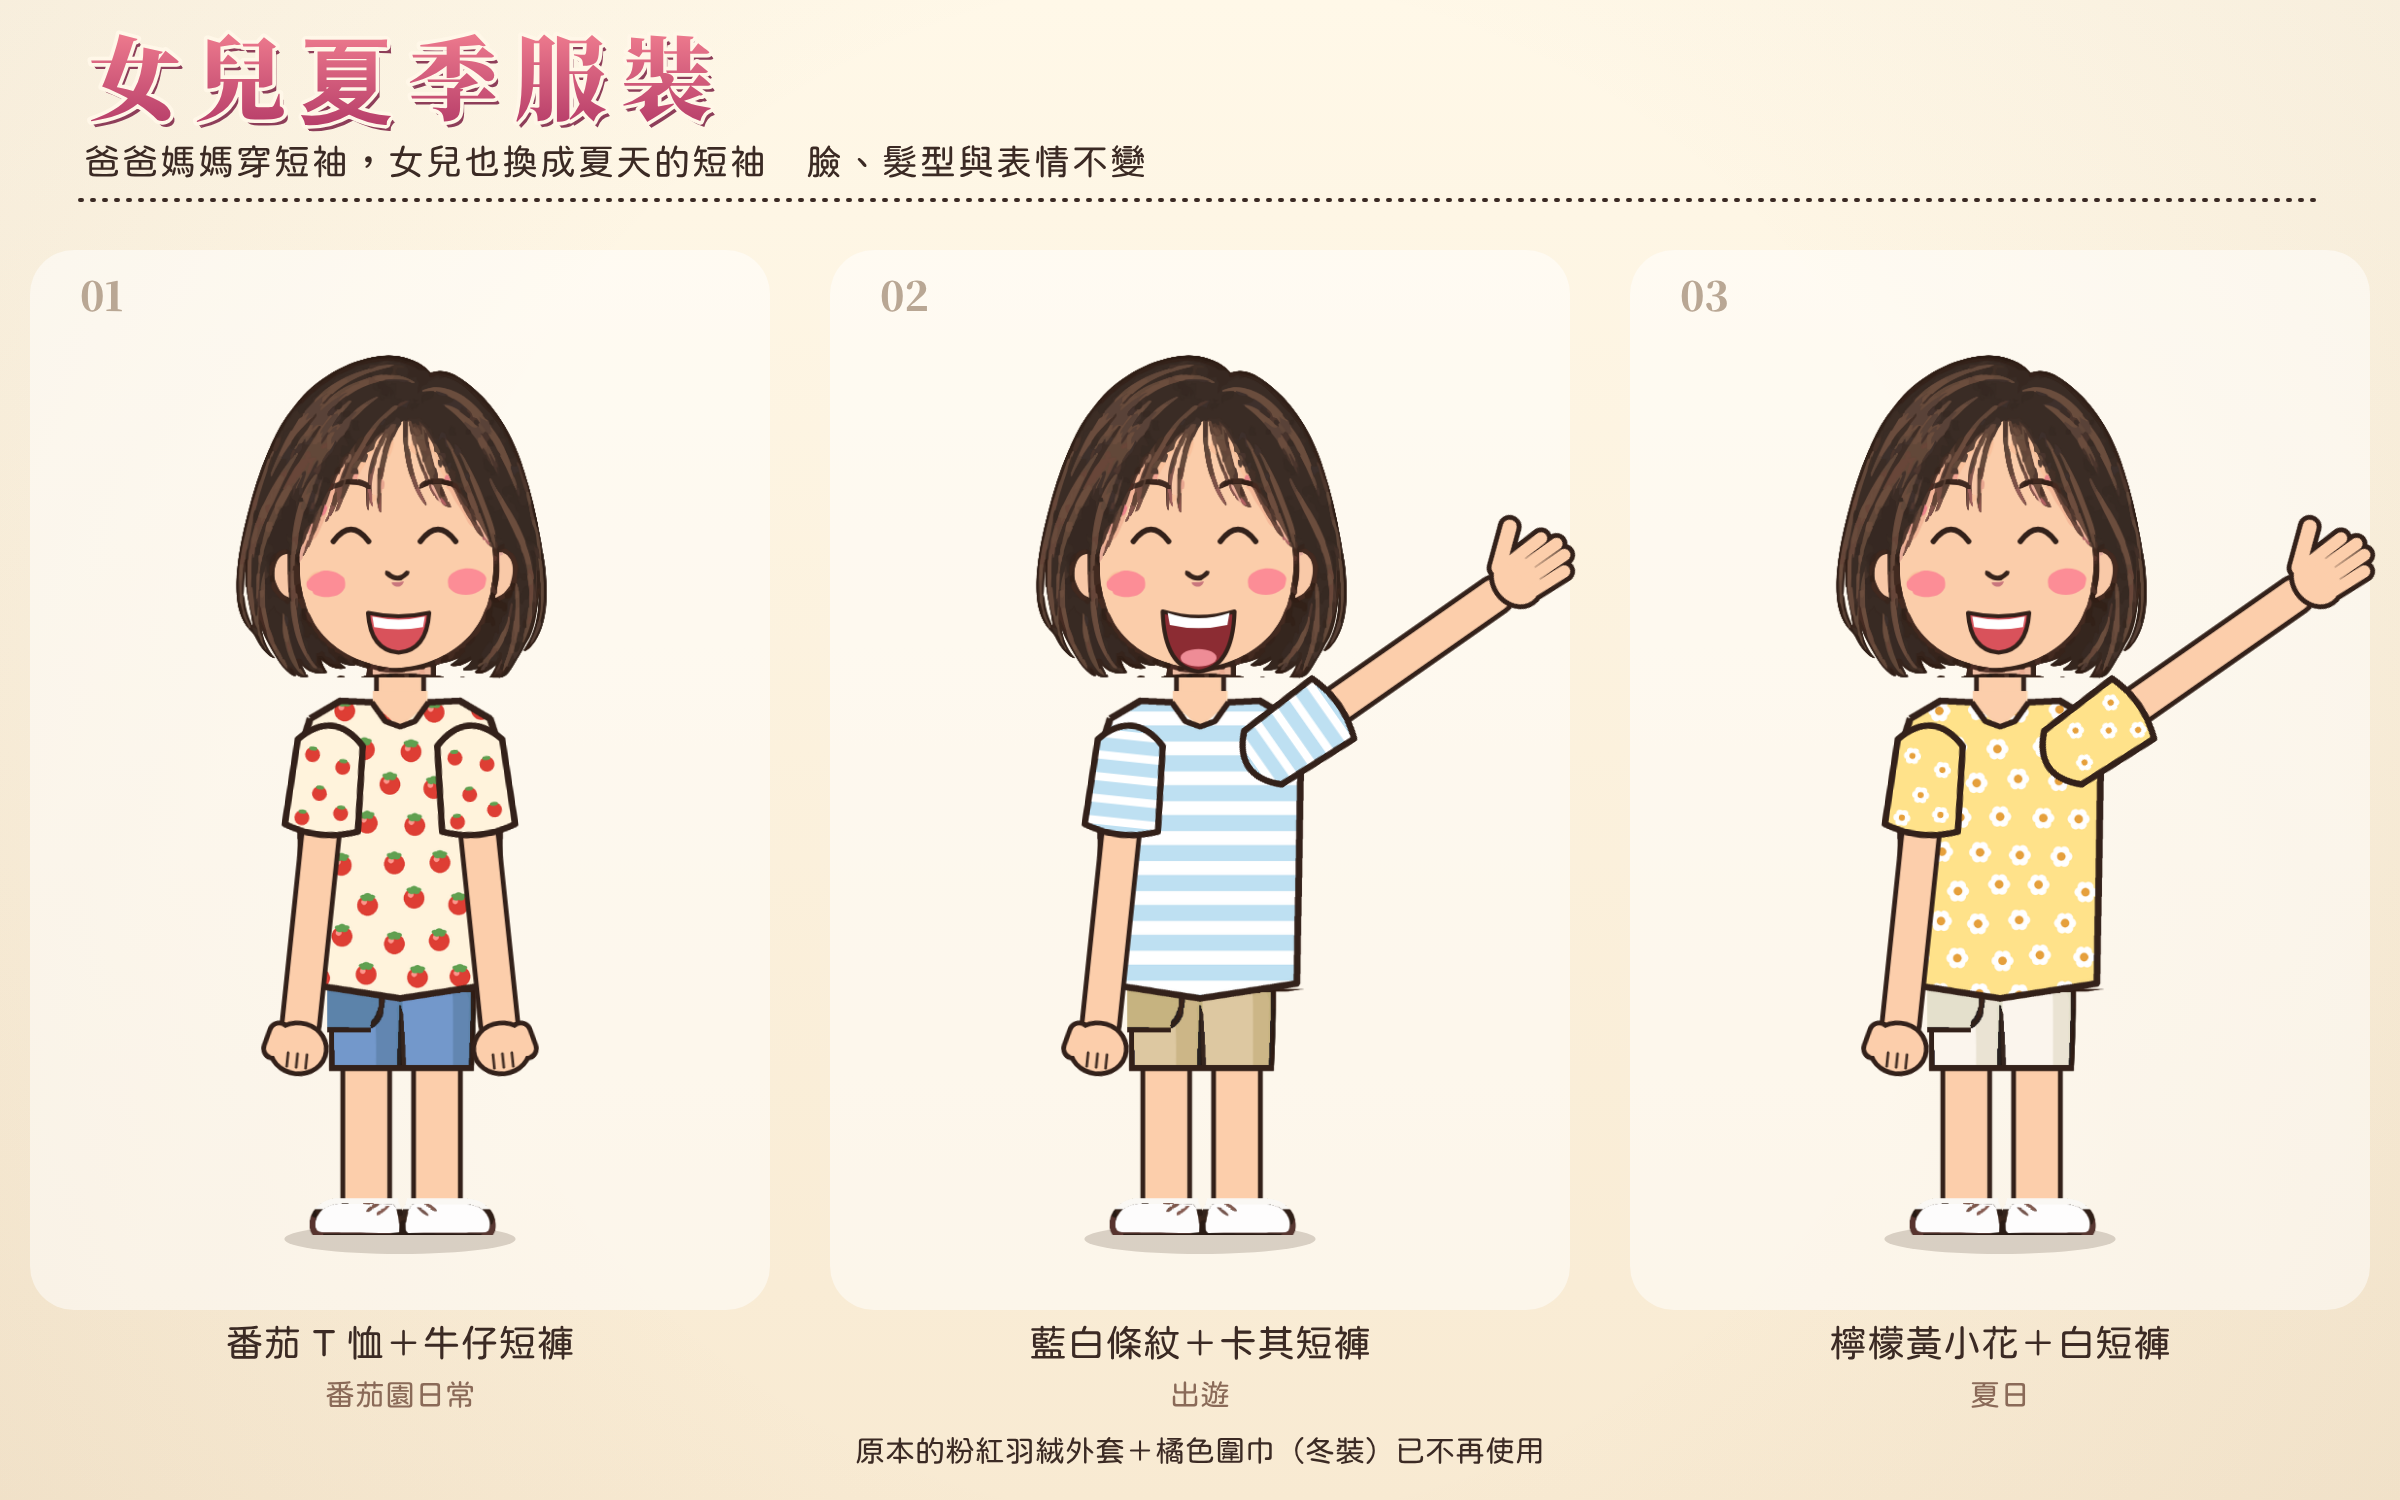 女兒夏季服裝
爸爸媽媽穿短袖，女兒也換成夏天的短袖　臉、髮型與表情不變
01
02
03
番茄 T 恤＋牛仔短褲
番茄園日常
藍白條紋＋卡其短褲
出遊
檸檬黃小花＋白短褲
夏日
原本的粉紅羽絨外套＋橘色圍巾（冬裝）已不再使用